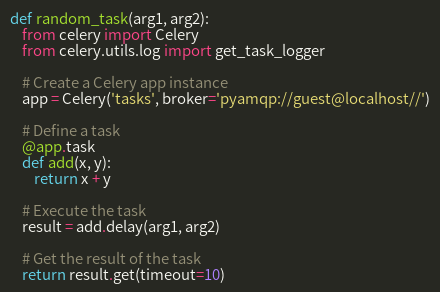 def random_task(arg1, arg2):
from celery import Celery
from celery.utils.log import get_task_logger
# Create a Celery app instance
app = Celery('tasks', broker='pyamqp://guest@localhost//')
# Define a task
@app.task
def add(x, y):
return x + y
# Execute the task
result = add.delay(arg1, arg2)
# Get the result of the task
return result.get(timeout=10)